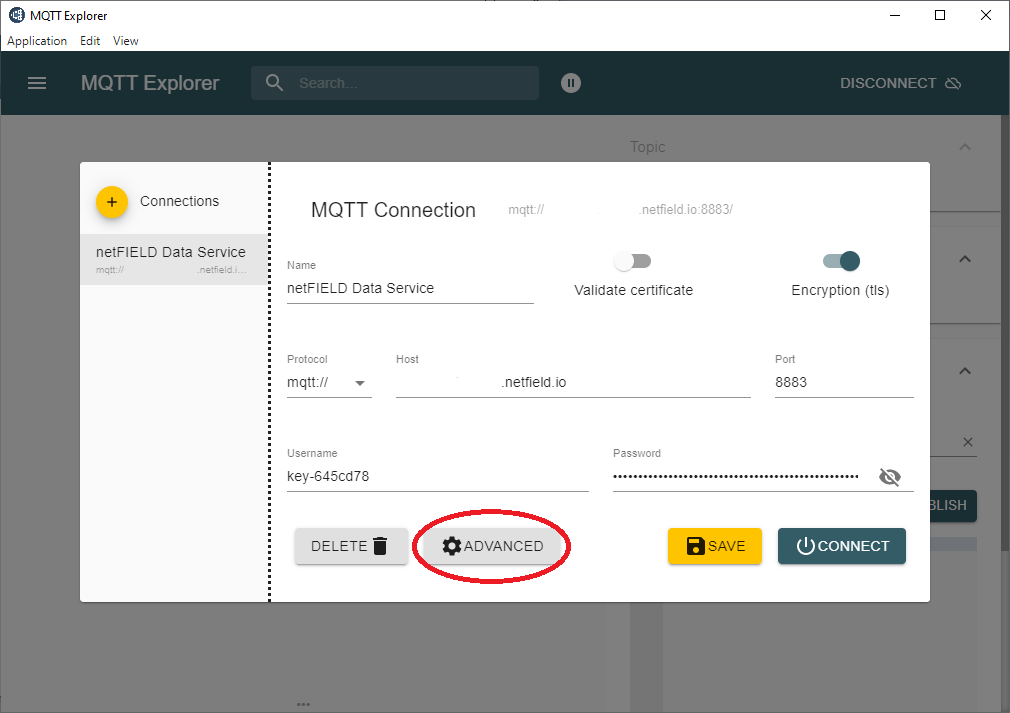 MQTT Explorer
Application Edit View
MQTT Explorer Search... DISCONNECT
Topic
+ Connections
MQTT Connection mqtt:// .netfield.io:8883/
netFIELD Data Service
mqtt:// .netfield.i...
Name
netFIELD Data Service
Validate certificate Encryption (tls)
Protocol Host Port
mqtt:// .netfield.io 8883
Username Password
key-645cd78 ••••••••••••••••••••••••••••••••••••••••••••••
BLISH
DELETE ADVANCED SAVE CONNECT